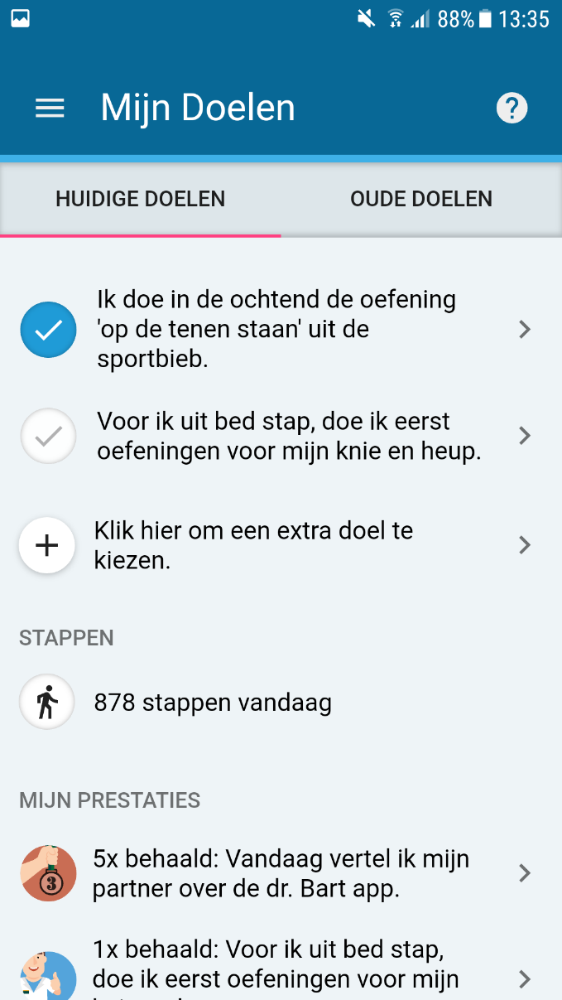 88% 13:35
Mijn Doelen
?
HUIDIGE DOELEN
OUDE DOELEN
Ik doe in de ochtend de oefening
'op de tenen staan' uit de
sportbieb.
Voor ik uit bed stap, doe ik eerst
oefeningen voor mijn knie en heup.
Klik hier om een extra doel te
kiezen.
STAPPEN
878 stappen vandaag
MIJN PRESTATIES
3
5x behaald: Vandaag vertel ik mijn
partner over de dr. Bart app.
1x behaald: Voor ik uit bed stap,
doe ik eerst oefeningen voor mijn